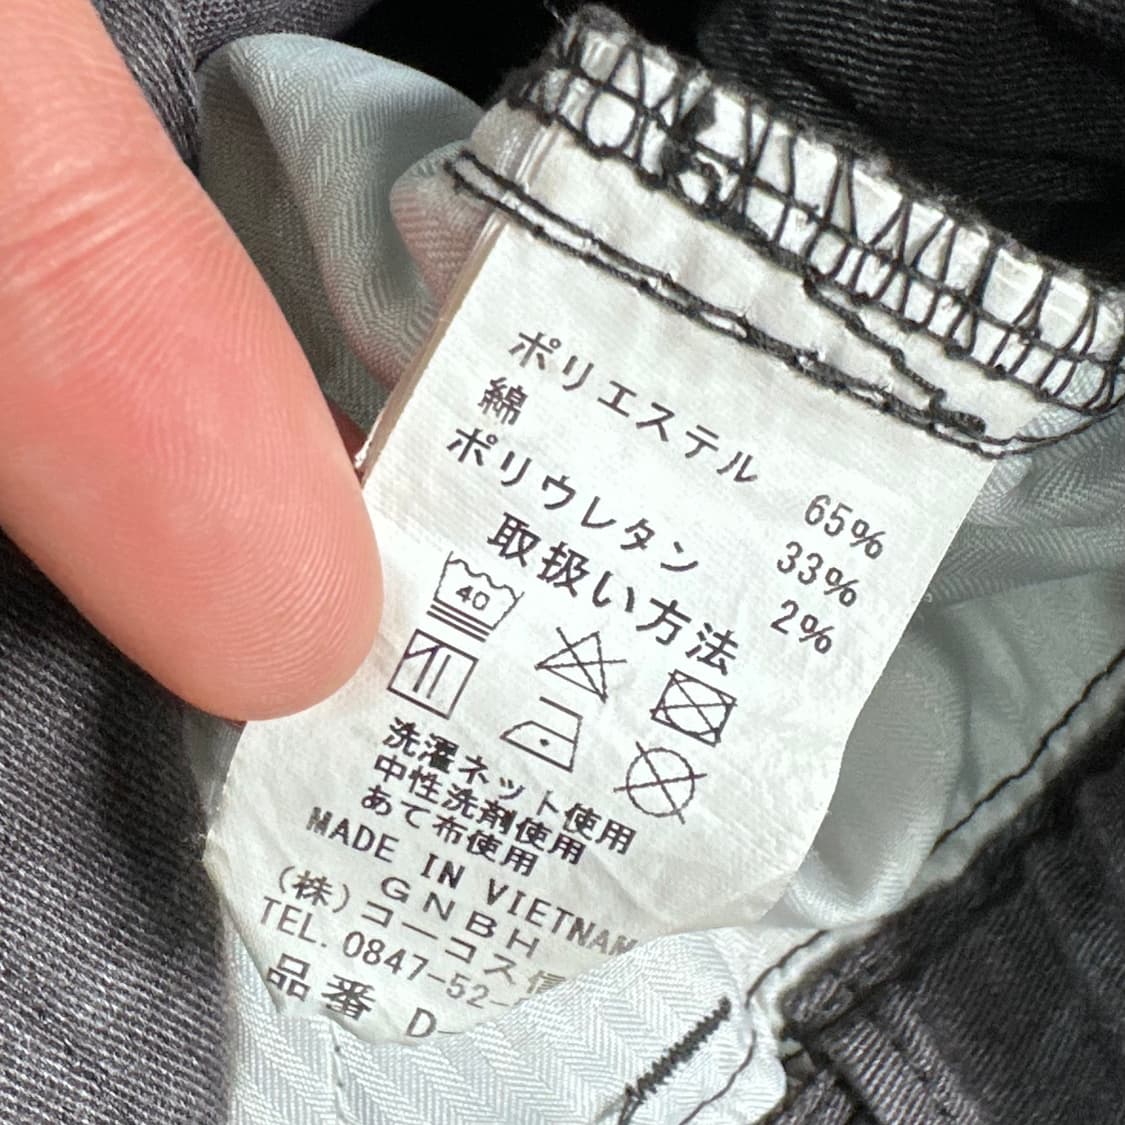 ポリエステル 65%
綿 33%
ポリウレタン 2%
取扱い方法
40
洗濯ネット使用
中性洗剤使用
あて布使用
MADE IN VIETNAM
GNBH
(株)コーコス信
TEL. 0847-52-
品番 D-